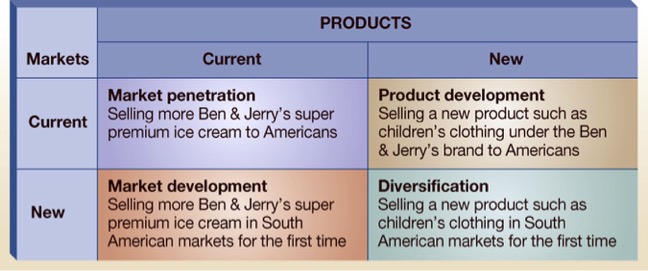 PRODUCTS
Markets
Current
New
Current
Market penetration
Selling more Ben & Jerry's super
premium ice cream to Americans
Product development
Selling a new product such as
children's clothing under the Ben
& Jerry's brand to Americans
New
Market development
Selling more Ben & Jerry's super
premium ice cream in South
American markets for the first time
Diversification
Selling a new product such as
children's clothing in South
American markets for the first time